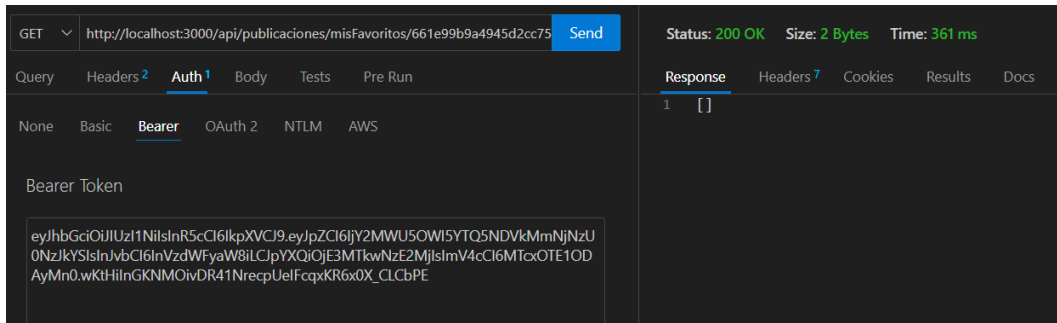 GET http://localhost:3000/api/publicaciones/misFavoritos/661e99b9a4945d2cc75 Send
Status: 200 OK Size: 2 Bytes Time: 361 ms
Query Headers 2 Auth 1 Body Tests Pre Run
Response Headers 7 Cookies Results Docs
1 []
None Basic Bearer OAuth 2 NTLM AWS
Bearer Token
eyJhbGciOiJIUzI1NiIsInR5cCI6IkpXVCJ9.eyJpZCI6IjY2MWU5OWI5YTQ5NDVkMmNjNzU
0NzJkYSIsInJvbCI6InVzdWFyaW8iLCJpYXQiOjE3MTkwNzE2MjIsImV4cCI6MTcxOTE1OD
AyMn0.wKtHiInGKNMOivDR41NrecpUeIFcqxKR6x0X_CLCbPE